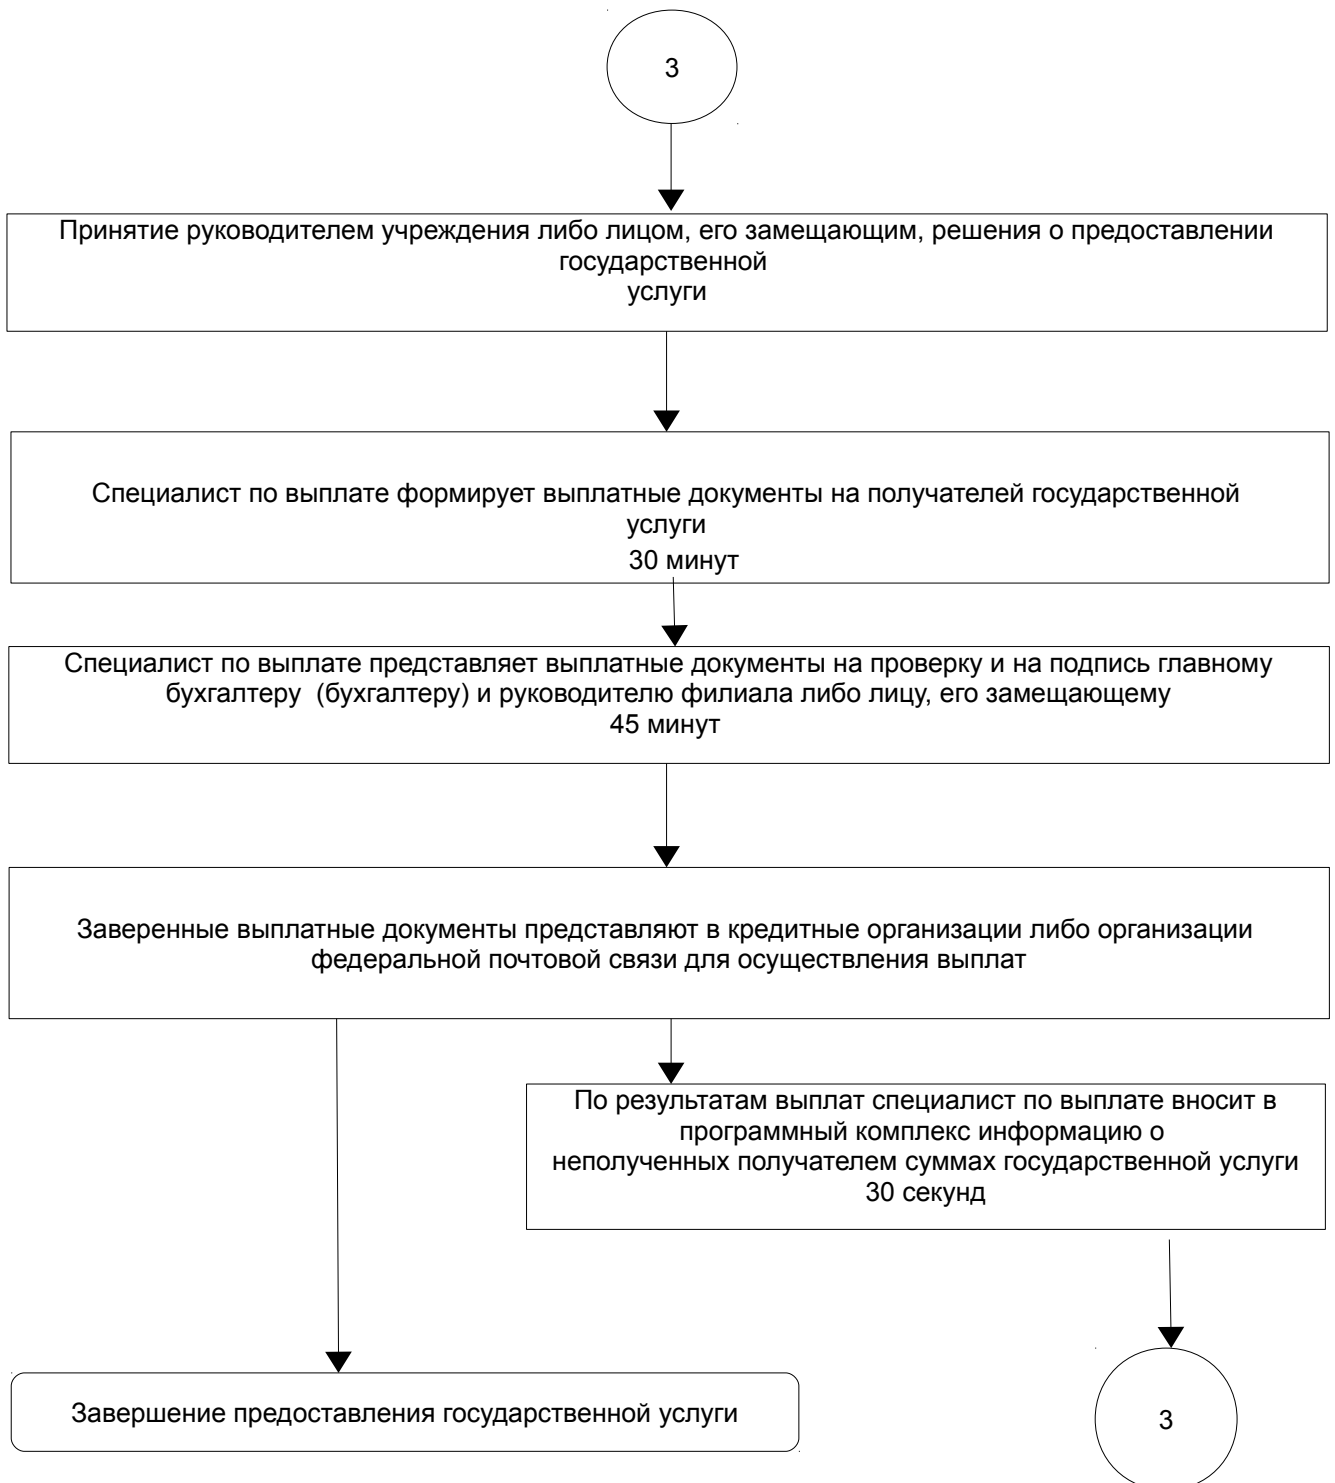 3
Принятие руководителем учреждения либо лицом, его замещающим, решения о предоставлении
государственной
услуги
Специалист по выплате формирует выплатные документы на получателей государственной
услуги
30 минут
Специалист по выплате представляет выплатные документы на проверку и на подпись главному
бухгалтеру (бухгалтеру) и руководителю филиала либо лицу, его замещающему
45 минут
Заверенные выплатные документы представляют в кредитные организации либо организации
федеральной почтовой связи для осуществления выплат
По результатам выплат специалист по выплате вносит в
программный комплекс информацию о
неполученных получателем суммах государственной услуги
30 секунд
Завершение предоставления государственной услуги
3